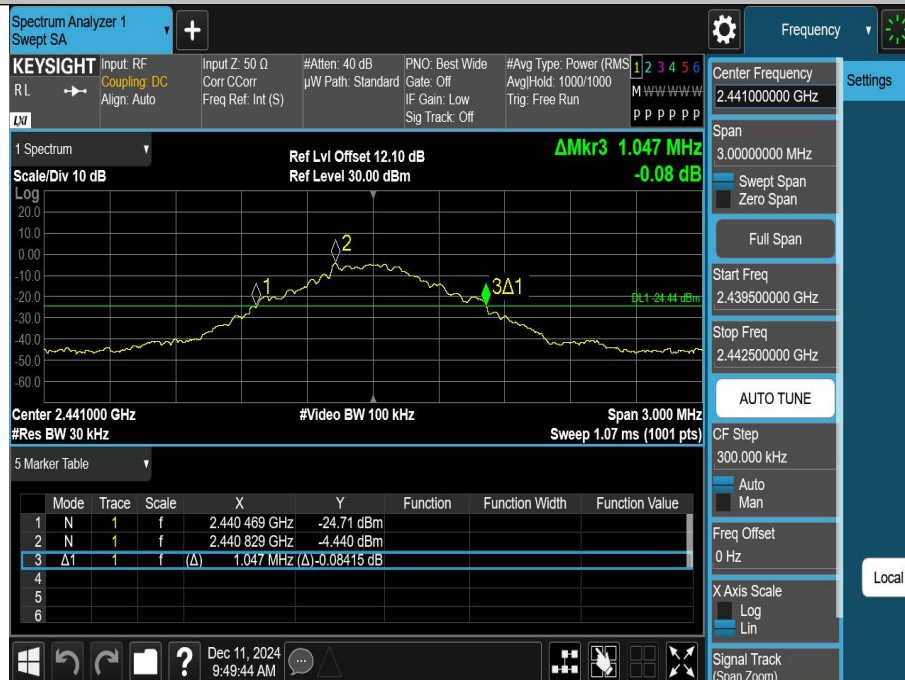 Spectrum Analyzer 1
Swept SA
+
Frequency
KEYSIGHT
RL
LXI
Input: RF
Coupling: DC
Align: Auto
Input Z: 50 Ω
Corr CCorr
Freq Ref: Int (S)
#Atten: 40 dB
µW Path: Standard
PNO: Best Wide
Gate: Off
IF Gain: Low
Sig Track: Off
#Avg Type: Power (RMS
Avg|Hold: 1000/1000
Trig: Free Run
1 2 3 4 5 6
M W W W W W
P P P P P P
1 Spectrum
Scale/Div 10 dB
Ref Lvl Offset 12.10 dB
Ref Level 30.00 dBm
ΔMkr3 1.047 MHz
-0.08 dB
Log
20.0
10.0
0.00
-10.0
-20.0
-30.0
-40.0
-50.0
-60.0
1
2
3Δ1
DL1 -24.44 dBm
Center 2.441000 GHz
#Res BW 30 kHz
#Video BW 100 kHz
Span 3.000 MHz
Sweep 1.07 ms (1001 pts)
5 Marker Table
Mode Trace Scale X Y Function Function Width Function Value
1 N 1 f 2.440 469 GHz -24.71 dBm
2 N 1 f 2.440 829 GHz -4.440 dBm
3 Δ1 1 f (Δ) 1.047 MHz (Δ) -0.08415 dB
4
5
6
?
Dec 11, 2024
9:49:44 AM
Center Frequency
2.441000000 GHz
Span
3.00000000 MHz
Swept Span
Zero Span
Full Span
Start Freq
2.439500000 GHz
Stop Freq
2.442500000 GHz
AUTO TUNE
CF Step
300.000 kHz
Auto
Man
Freq Offset
0 Hz
X Axis Scale
Log
Lin
Signal Track
(Span Zoom)
Settings
Local